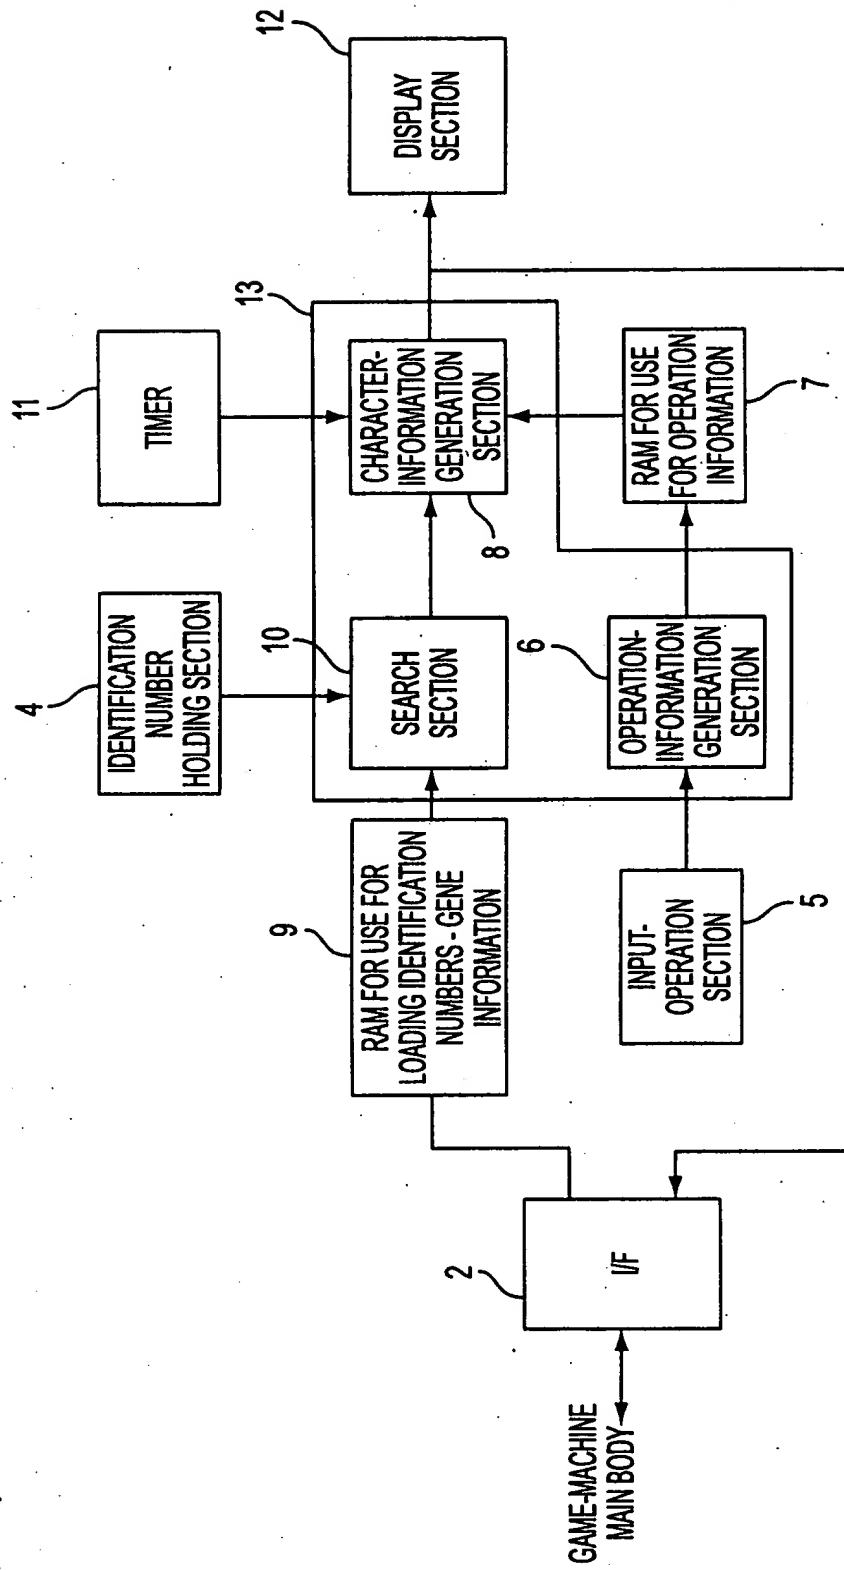 GAME-MACHINE
MAIN BODY
2
I/F
9
RAM FOR USE FOR
LOADING IDENTIFICATION
NUMBERS - GENE
INFORMATION
4
IDENTIFICATION
NUMBER
HOLDING SECTION
10
SEARCH
SECTION
5
INPUT-
OPERATION
SECTION
6
OPERATION-
INFORMATION
GENERATION
SECTION
11
TIMER
13
CHARACTER-
INFORMATION
GENERATION
SECTION
8
RAM FOR USE
FOR OPERATION
INFORMATION
7
12
DISPLAY
SECTION